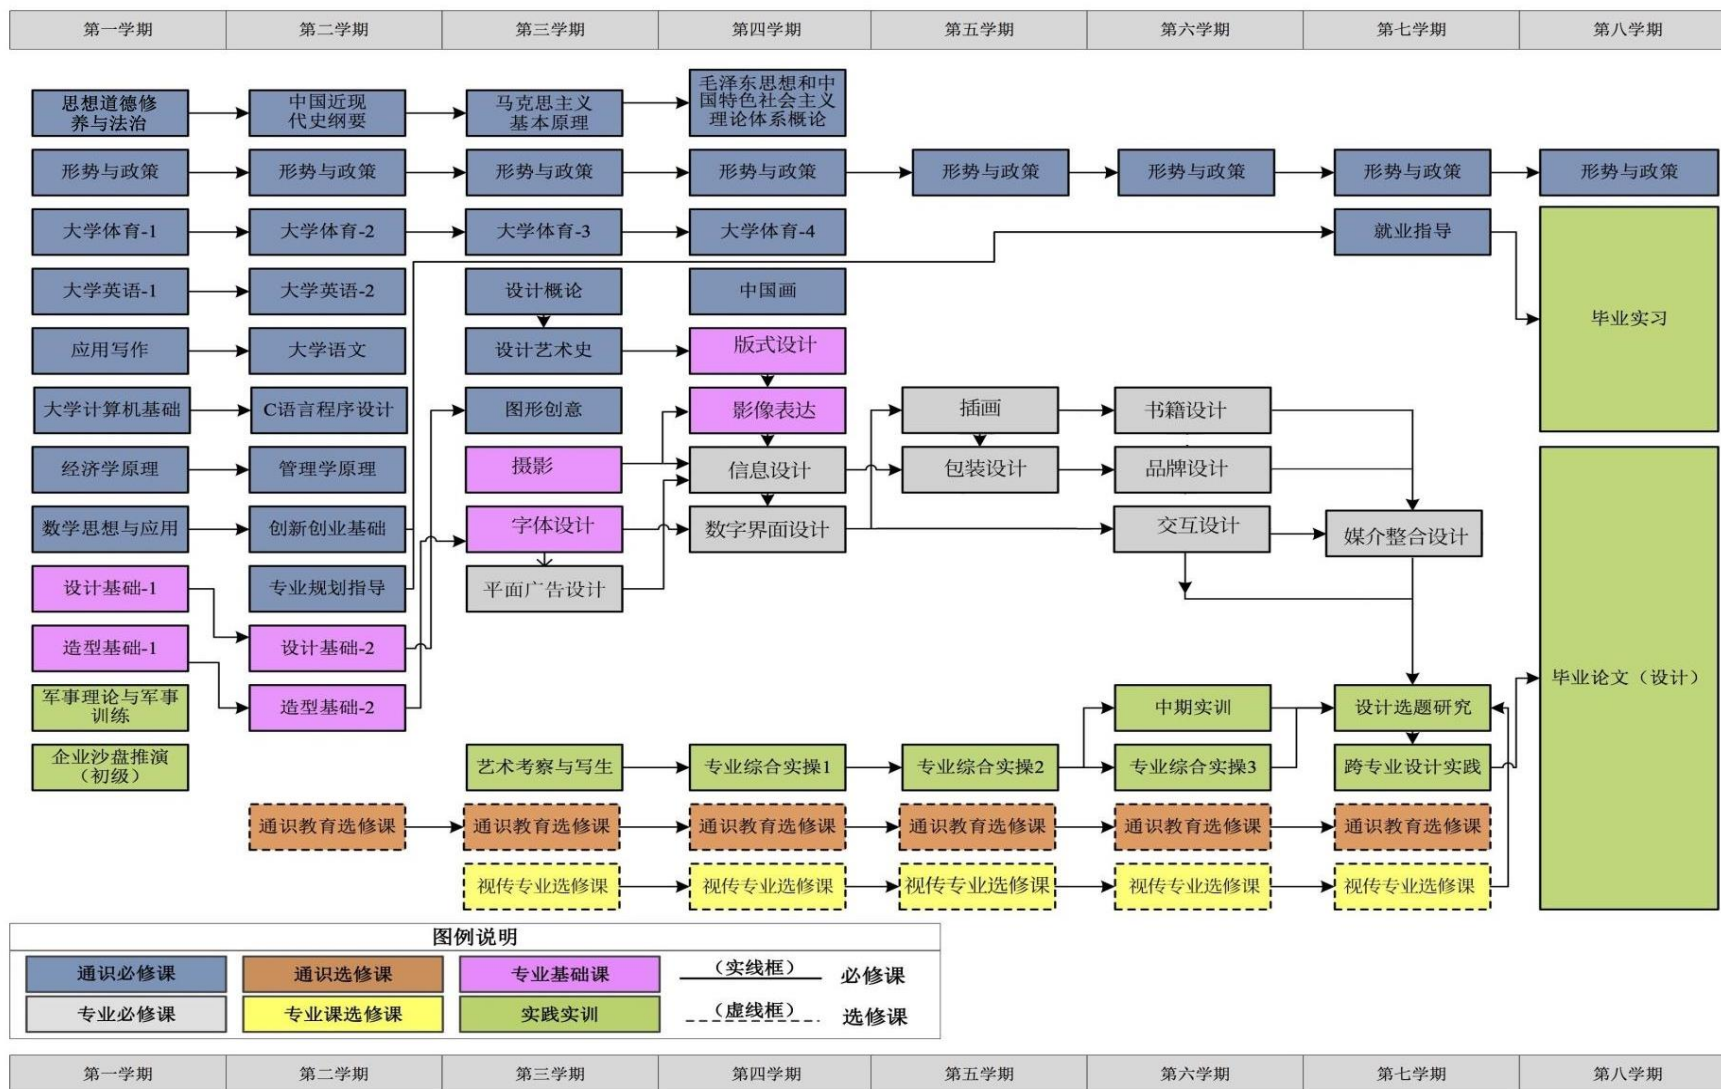 第一学期 第二学期 第三学期 第四学期 第五学期 第六学期 第七学期 第八学期
思想道德修
养与法治
中国近现
代史纲要
马克思主义
基本原理
毛泽东思想和中
国特色社会主义
理论体系概论
形势与政策 形势与政策 形势与政策 形势与政策 形势与政策 形势与政策 形势与政策 形势与政策
大学体育-1 大学体育-2 大学体育-3 大学体育-4 就业指导
大学英语-1 大学英语-2 设计概论 中国画
毕业实习
应用写作 大学语文 设计艺术史 版式设计
大学计算机基础 C语言程序设计 图形创意 影像表达 插画 书籍设计
经济学原理 管理学原理 摄影 信息设计 包装设计 品牌设计
数学思想与应用 创新创业基础 字体设计 数字界面设计 交互设计 媒介整合设计
设计基础-1 专业规划指导 平面广告设计
造型基础-1 设计基础-2
毕业论文（设计）
军事理论与军事
训练
造型基础-2 中期实训 设计选题研究
企业沙盘推演
（初级）
艺术考察与写生 专业综合实操1 专业综合实操2 专业综合实操3 跨专业设计实践
通识教育选修课 通识教育选修课 通识教育选修课 通识教育选修课 通识教育选修课 通识教育选修课
视传专业选修课 视传专业选修课 视传专业选修课 视传专业选修课 视传专业选修课
图例说明
通识必修课 通识选修课 专业基础课 （实线框） 必修课
专业必修课 专业课选修课 实践实训 （虚线框） 选修课
第一学期 第二学期 第三学期 第四学期 第五学期 第六学期 第七学期 第八学期